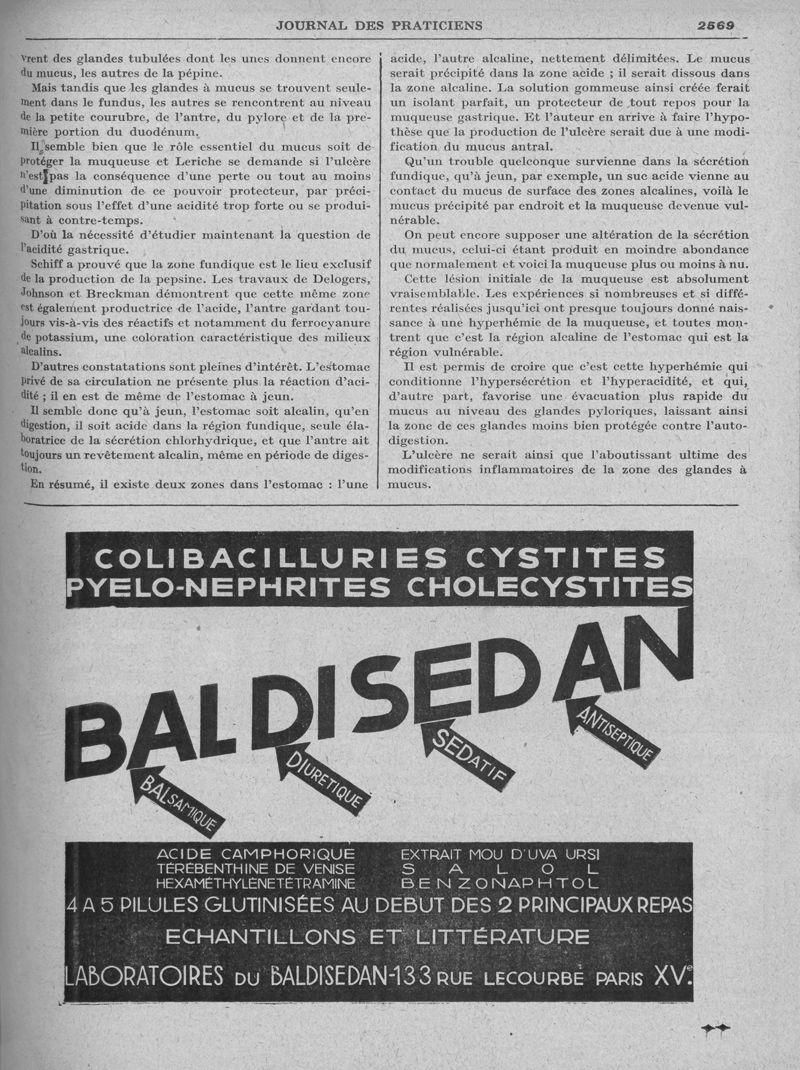 JOURNAL DES PRATICIENS 2569
vrent des glandes tubulées dont les unes donnent encore
du mucus, les autres de la pépine.
Mais tandis que les glandes à mucus se trouvent seule-
ment dans le fundus, les autres se rencontrent au niveau
de la petite courubre, de l'antre, du pylore et de la pre-
mière portion du duodénum.
Il semble bien que le rôle essentiel du mucus soit de
protéger la muqueuse et Leriche se demande si l'ulcère
n'est pas la conséquence d'une perte ou tout au moins
d'une diminution de ce pouvoir protecteur, par préci-
pitation sous l'effet d'une acidité trop forte ou se produi-
sant à contre-temps.
D'où la nécessité d'étudier maintenant la question de
l'acidité gastrique.
Schiff a prouvé que la zone fundique est le lieu exclusif
de la production de la pepsine. Les travaux de Delogers,
Johnson et Breckman démontrent que cette même zone
est également productrice de l'acide, l'antre gardant tou-
jours vis-à-vis des réactifs et notamment du ferrocyanure
de potassium, une coloration caractéristique des milieux
alcalins.
D'autres constatations sont pleines d'intérêt. L'estomac
privé de sa circulation ne présente plus la réaction d'aci-
dité ; il en est de même de l'estomac à jeun.
Il semble donc qu'à jeun, l'estomac soit alcalin, qu'en
digestion, il soit acide dans la région fundique, seule éla-
boratrice de la sécrétion chlorhydrique, et que l'antre ait
toujours un revêtement alcalin, même en période de diges-
tion.
En résumé, il existe deux zones dans l'estomac : l'une
acide, l'autre alcaline, nettement délimitées. Le mucus
serait précipité dans la zone acide ; il serait dissous dans
la zone alcaline. La solution gommeuse ainsi créée ferait
un isolant parfait, un protecteur de tout repos pour la
muqueuse gastrique. Et l'auteur en arrive à faire l'hypo-
thèse que la production de l'ulcère serait due à une modi-
fication du mucus antral.
Qu'un trouble quelconque survienne dans la sécrétion
fundique, qu'à jeun, par exemple, un suc acide vienne au
contact du mucus de surface des zones alcalines, voilà le
mucus précipité par endroit et la muqueuse devenue vul-
nérable.
On peut encore supposer une altération de la sécrétion
du mucus, celui-ci étant produit en moindre abondance
que normalement et voici la muqueuse plus ou moins à nu.
Cette lésion initiale de la muqueuse est absolument
vraisemblable. Les expériences si nombreuses et si diffé-
rentes réalisées jusqu'ici ont presque toujours donné nais-
sance à une hyperhémie de la muqueuse, et toutes mon-
trent que c'est la région alcaline de l'estomac qui est la
région vulnérable.
Il est permis de croire que c'est cette hyperhémie qui
conditionne l'hypersécrétion et l'hyperacidité, et qui,
d'autre part, favorise une évacuation plus rapide du
mucus au niveau des glandes pyloriques, laissant ainsi
la zone de ces glandes moins bien protégée contre l'auto-
digestion.
L'ulcère ne serait ainsi que l'aboutissant ultime des
modifications inflammatoires de la zone des glandes à
mucus.
COLIBACILLURIES CYSTITES
PYELO-NEPHRITES CHOLECYSTITES
BALDISEDAN
BALSAMIQUE
DIURETIQUE
SEDATIF
ANTISEPTIQUE
ACIDE CAMPHORIQUE EXTRAIT MOU D'UVA URSI
TÉRÉBENTHINE DE VENISE SALOL
HEXAMÉTHYLÈNETÉTRAMINE BENZONAPHTOL
4 A 5 PILULES GLUTINISÉES AU DEBUT DES 2 PRINCIPAUX REPAS
ECHANTILLONS ET LITTÉRATURE
LABORATOIRES DU BALDISEDAN-133 RUE LECOURBE PARIS XVe.